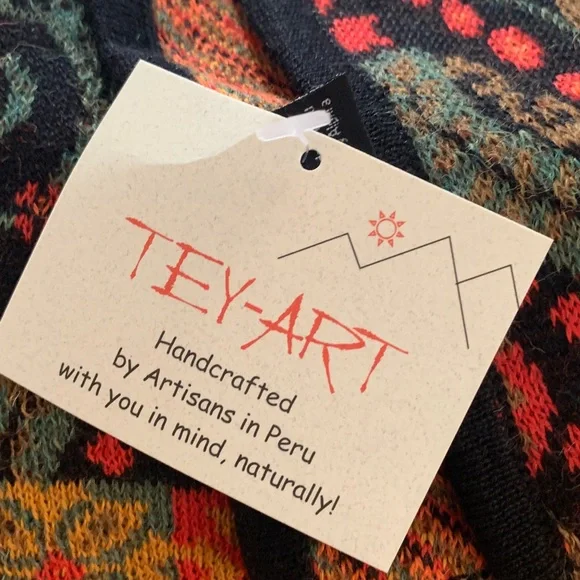 TEY-ART
Handcrafted
by Artisans in Peru
with you in mind, naturally!